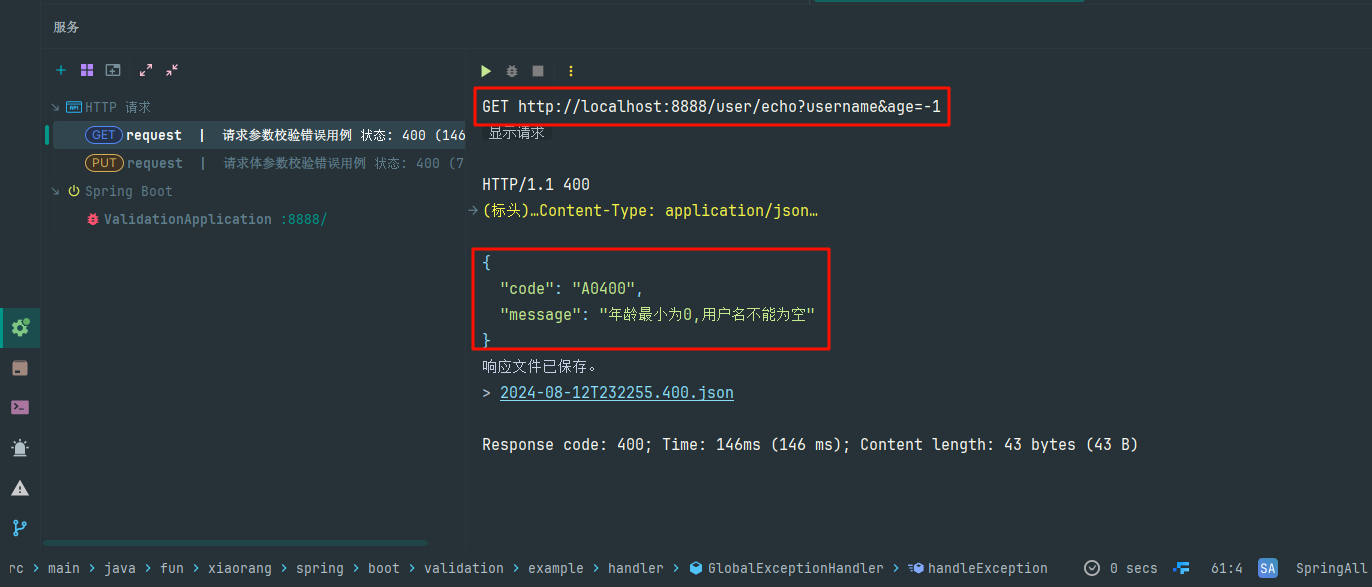 服务
HTTP 请求
GET request | 请求参数校验错误用例 状态: 400 (146
PUT request | 请求体参数校验错误用例 状态: 400 (7
Spring Boot
ValidationApplication :8888/
GET http://localhost:8888/user/echo?username&age=-1
显示请求
HTTP/1.1 400
(标头)…Content-Type: application/json…
{
"code": "A0400",
"message": "年龄最小为0,用户名不能为空"
}
响应文件已保存。
> 2024-08-12T232255.400.json
Response code: 400; Time: 146ms (146 ms); Content length: 43 bytes (43 B)
rc > main > java > fun > xiaorang > spring > boot > validation > example > handler > GlobalExceptionHandler > handleException 0 secs 61:4 SA SpringAll